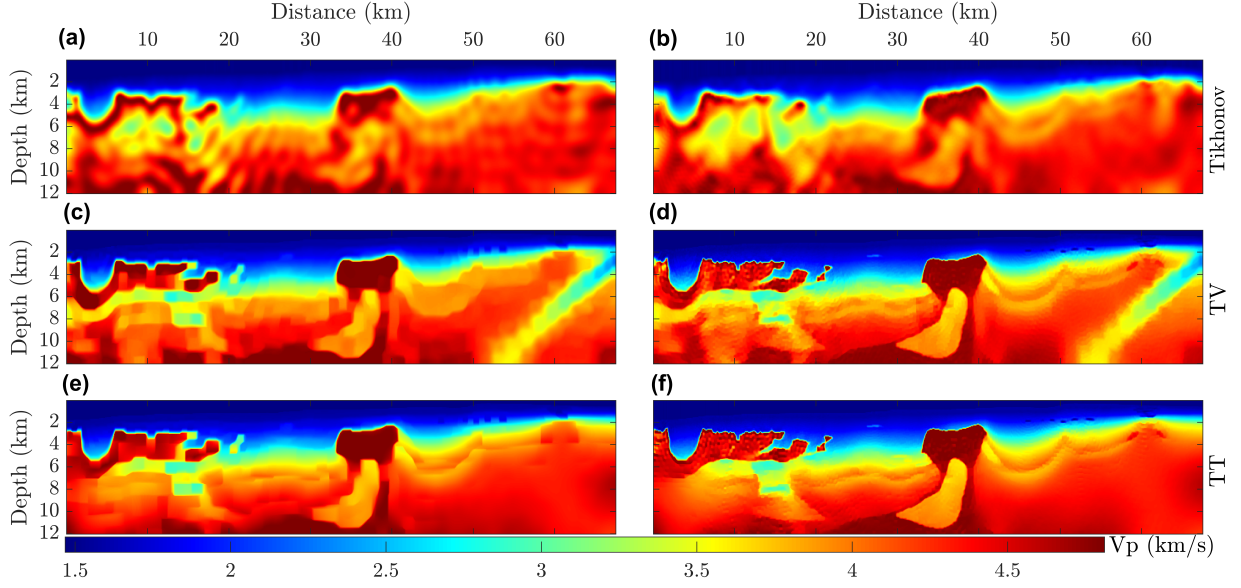 Distance (km) Distance (km)
(a) 10 20 30 40 50 60 (b) 10 20 30 40 50 60
Depth (km) 2 4 6 8 10 12 Tikhonov
(c) (d)
Depth (km) 2 4 6 8 10 12 TV
(e) (f)
Depth (km) 2 4 6 8 10 12 TT
Vp (km/s)
1.5 2 2.5 3 3.5 4 4.5